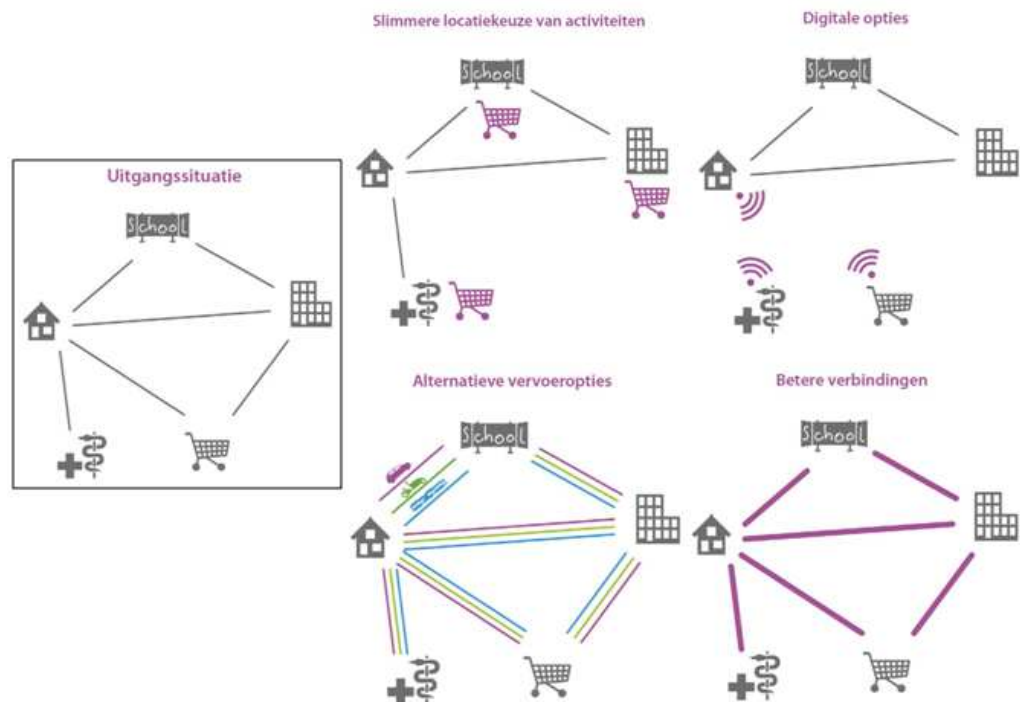 Slimmere locatiekeuze van activiteiten
Digitale opties
School
School
Uitgangssituatie
School
Alternatieve vervoeropties
Betere verbindingen
School
School